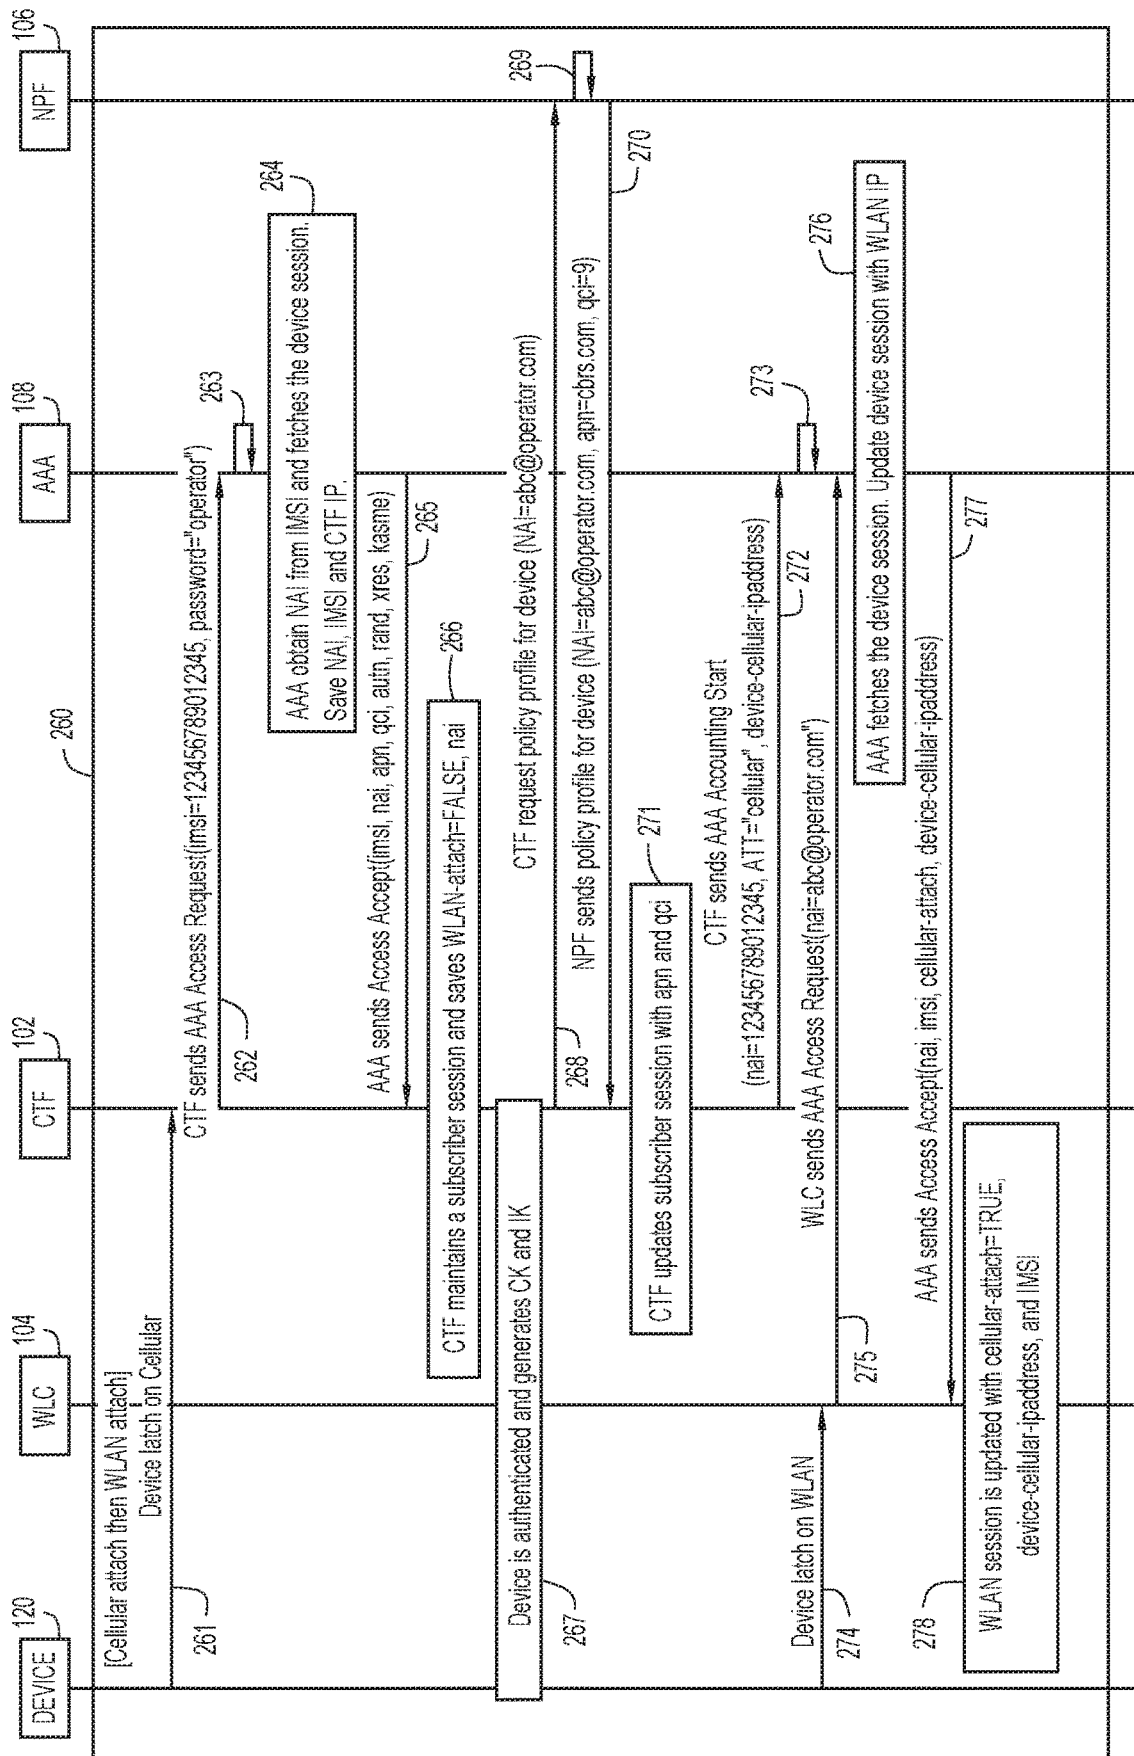 DEVICE
120
WLC
104
CTF
102
AAA
108
NPF
106
260
[Cellular attach then WLAN attach]
Device latch on Cellular
261
CTF sends AAA Access Request(imsi=123456789012345, password="operator")
262
263
264
AAA obtain NAI from IMSI and fetches the device session.
Save NAI, IMSI and CTF IP.
AAA sends Access Accept(imsi, nai, apn, qci, autn, rand, xres, kasme)
265
266
CTF maintains a subscriber session and saves WLAN-attach=FALSE, nai
Device is authenticated and generates CK and IK
267
CTF request policy profile for device (NAI=abc@operator.com)
268
269
NPF sends policy profile for device (NAI=abc@operator.com, apn=cbrs.com, qci=9)
270
271
CTF updates subscriber session with apn and qci
CTF sends AAA Accounting Start
(nai=123456789012345, ATT="cellular", device-cellular-ipaddress)
272
273
Device latch on WLAN
274
WLC sends AAA Access Request(nai=abc@operator.com")
275
276
AAA fetches the device session. Update device session with WLAN IP
AAA sends Access Accept(nai, imsi, cellular-attach, device-cellular-ipaddress)
277
WLAN session is updated with cellular-attach=TRUE,
device-cellular-ipaddress, and IMSI
278